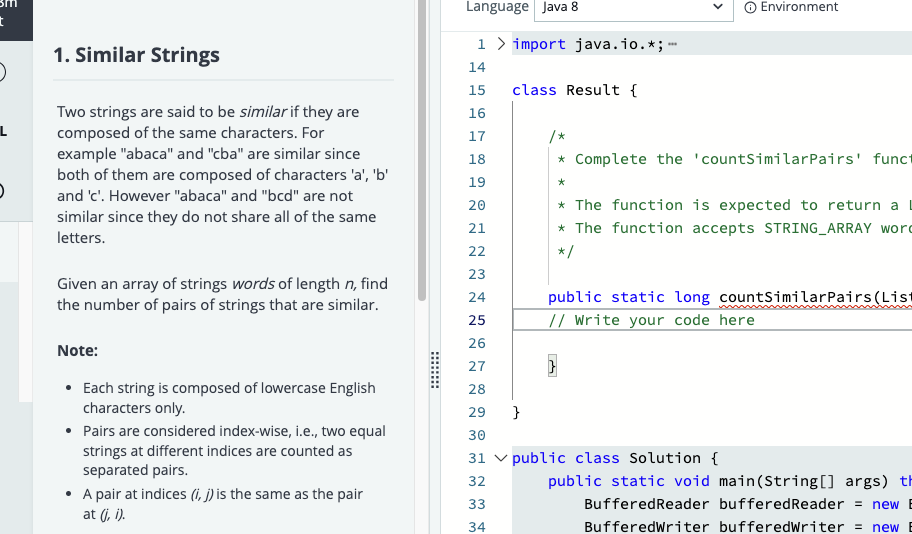 Language Java 8 Environment
1. Similar Strings
Two strings are said to be similar if they are
composed of the same characters. For
example "abaca" and "cba" are similar since
both of them are composed of characters 'a', 'b'
and 'c'. However "abaca" and "bcd" are not
similar since they do not share all of the same
letters.
Given an array of strings words of length n, find
the number of pairs of strings that are similar.
Note:
• Each string is composed of lowercase English
characters only.
• Pairs are considered index-wise, i.e., two equal
strings at different indices are counted as
separated pairs.
• A pair at indices (i, j) is the same as the pair
at (j, i).
1 import java.io.*;
14
15 class Result {
16
17 /*
18 * Complete the 'countSimilarPairs' funct
19 *
20 * The function is expected to return a L
21 * The function accepts STRING_ARRAY word
22 */
23
24 public static long countSimilarPairs(List
25 // Write your code here
26
27 }
28
29 }
30
31 public class Solution {
32 public static void main(String[] args) th
33 BufferedReader bufferedReader = new B
34 BufferedWriter bufferedWriter = new B